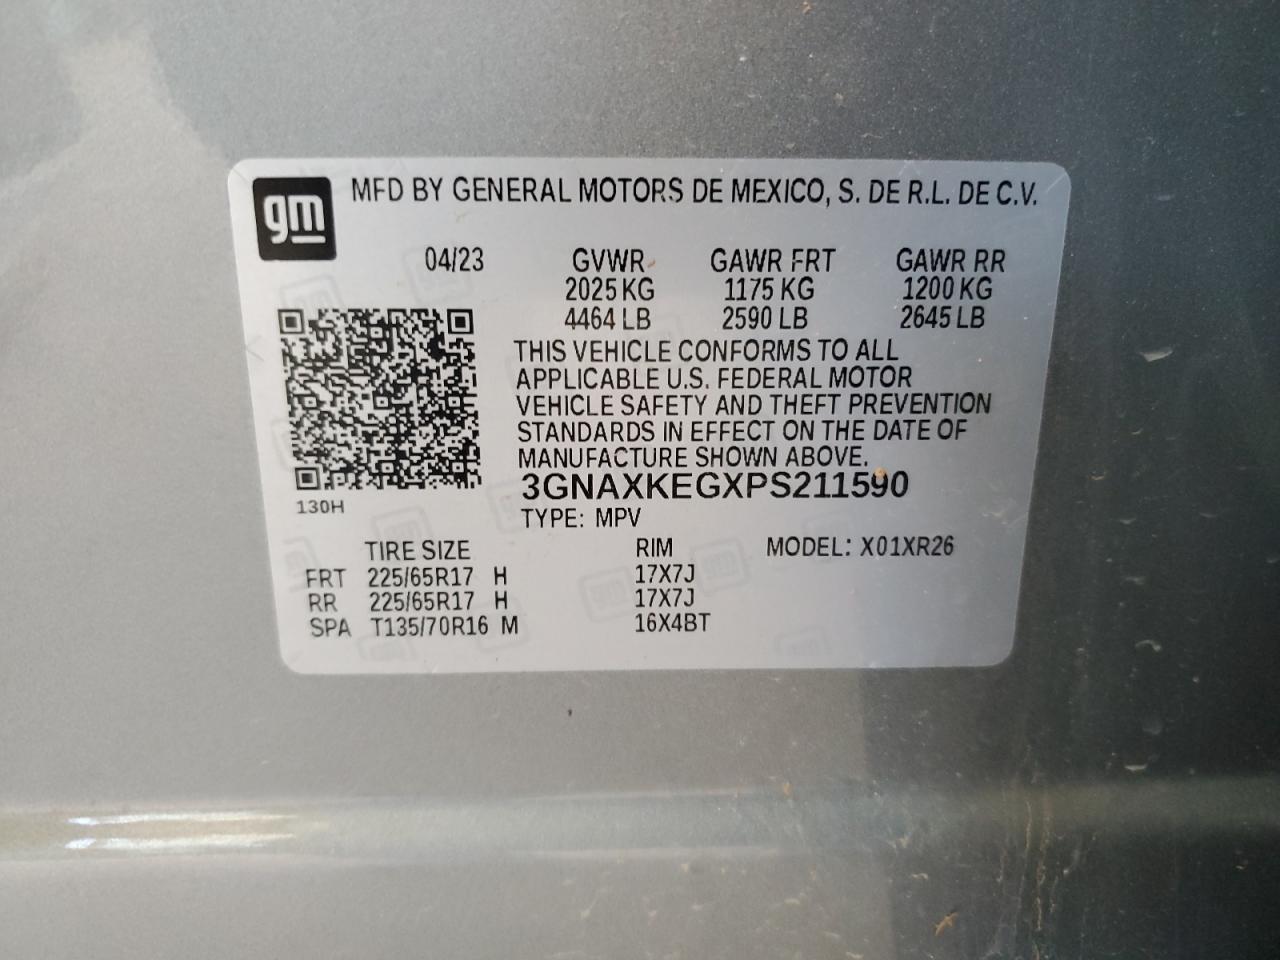 gm MFD BY GENERAL MOTORS DE MEXICO, S. DE R.L. DE C.V.
04/23 GVWR GAWR FRT GAWR RR
2025 KG 1175 KG 1200 KG
4464 LB 2590 LB 2645 LB
THIS VEHICLE CONFORMS TO ALL
APPLICABLE U.S. FEDERAL MOTOR
VEHICLE SAFETY AND THEFT PREVENTION
STANDARDS IN EFFECT ON THE DATE OF
MANUFACTURE SHOWN ABOVE.
3GNAXKEGXPS211590
130H
TYPE: MPV
TIRE SIZE RIM MODEL: X01XR26
FRT 225/65R17 H 17X7J
RR 225/65R17 H 17X7J
SPA T135/70R16 M 16X4BT